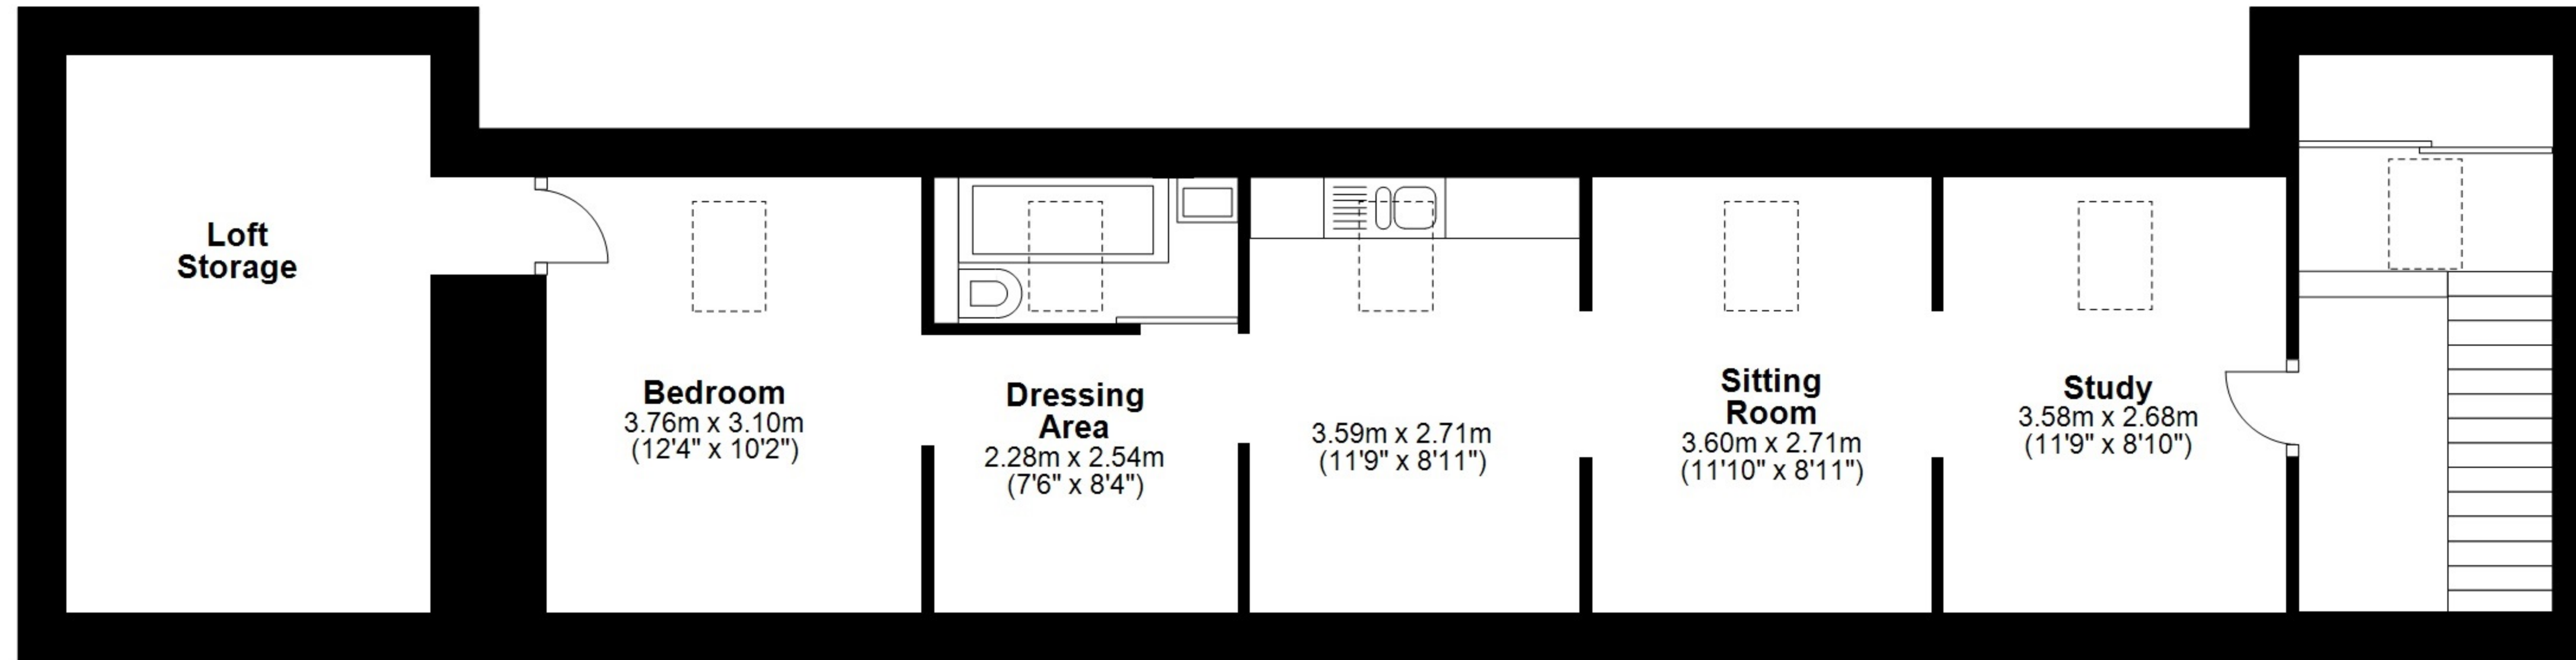 Loft
Storage
Bedroom
3.76m x 3.10m
(12'4" x 10'2")
Dressing
Area
2.28m x 2.54m
(7'6" x 8'4")
3.59m x 2.71m
(11'9" x 8'11")
Sitting
Room
3.60m x 2.71m
(11'10" x 8'11")
Study
3.58m x 2.68m
(11'9" x 8'10")